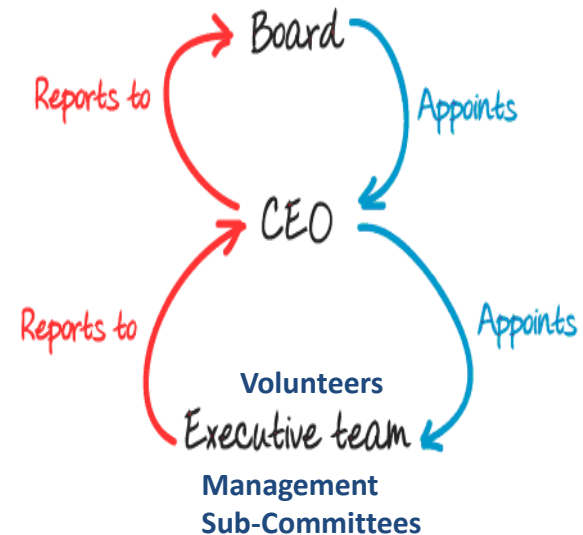 Board
Reports to
Appoints
CEO
Reports to
Appoints
Volunteers
Executive team
Management
Sub-Committees